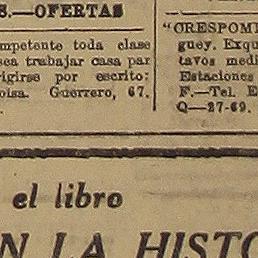 S.—OFERTAS
mpetente toda clase
sea trabajar casa par
rigirse por escrito:
oisa. Guerrero, 67.
"CRESPOMI
guey. Exqu
tavos medi
Estaciones
F.—Tel. E
Q—27-69.
el libro
N LA HISTO